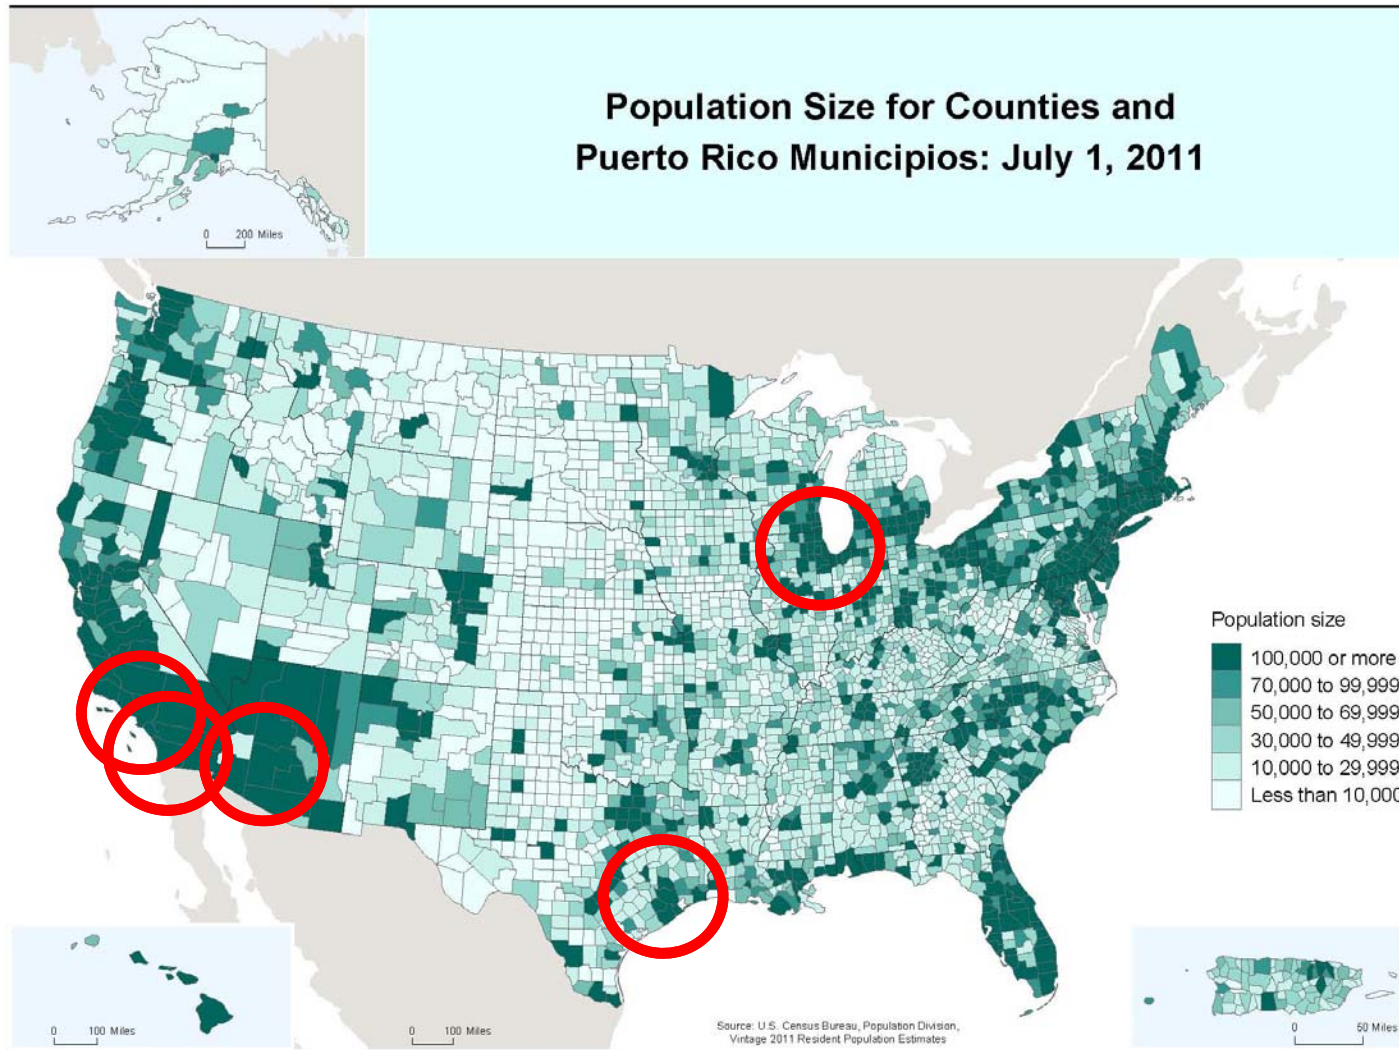 Population Size for Counties and
Puerto Rico Municipios: July 1, 2011
0 200 Miles
Population size
100,000 or more
70,000 to 99,999
50,000 to 69,999
30,000 to 49,999
10,000 to 29,999
Less than 10,000
0 100 Miles
0 100 Miles
Source: U.S. Census Bureau, Population Division,
Vintage 2011 Resident Population Estimates
0 50 Miles